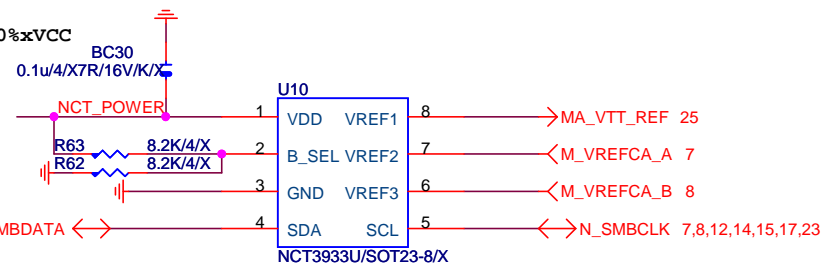 0%xVCC
BC30
0.1u/4/X7R/16V/K/X
U10
NCT_POWER
1 VDD VREF1 8 MA_VTT_REF 25
R63 8.2K/4/X
2 B_SEL VREF2 7 M_VREFCA_A 7
R62 8.2K/4/X
3 GND VREF3 6 M_VREFCA_B 8
MBDATA 4 SDA SCL 5 N_SMBCLK 7,8,12,14,15,17,23
NCT3933U/SOT23-8/X